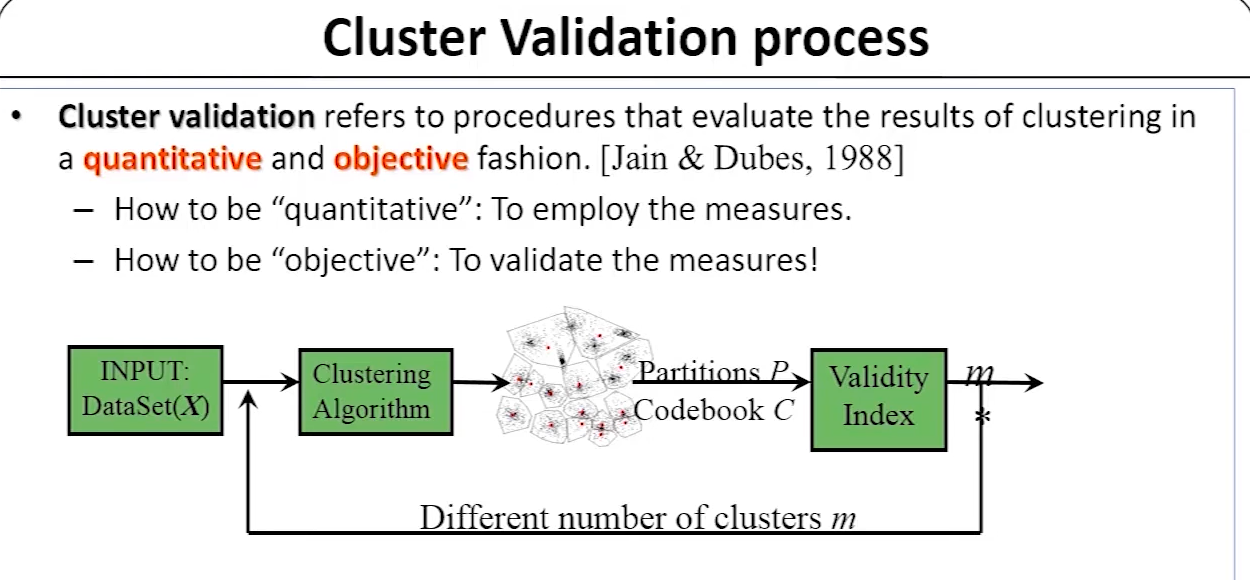 Cluster Validation process
• Cluster validation refers to procedures that evaluate the results of clustering in
a quantitative and objective fashion. [Jain & Dubes, 1988]
– How to be “quantitative”: To employ the measures.
– How to be “objective”: To validate the measures!
INPUT:
DataSet(X)
Clustering
Algorithm
Partitions P
Codebook C
Validity
Index
m
*
Different number of clusters m